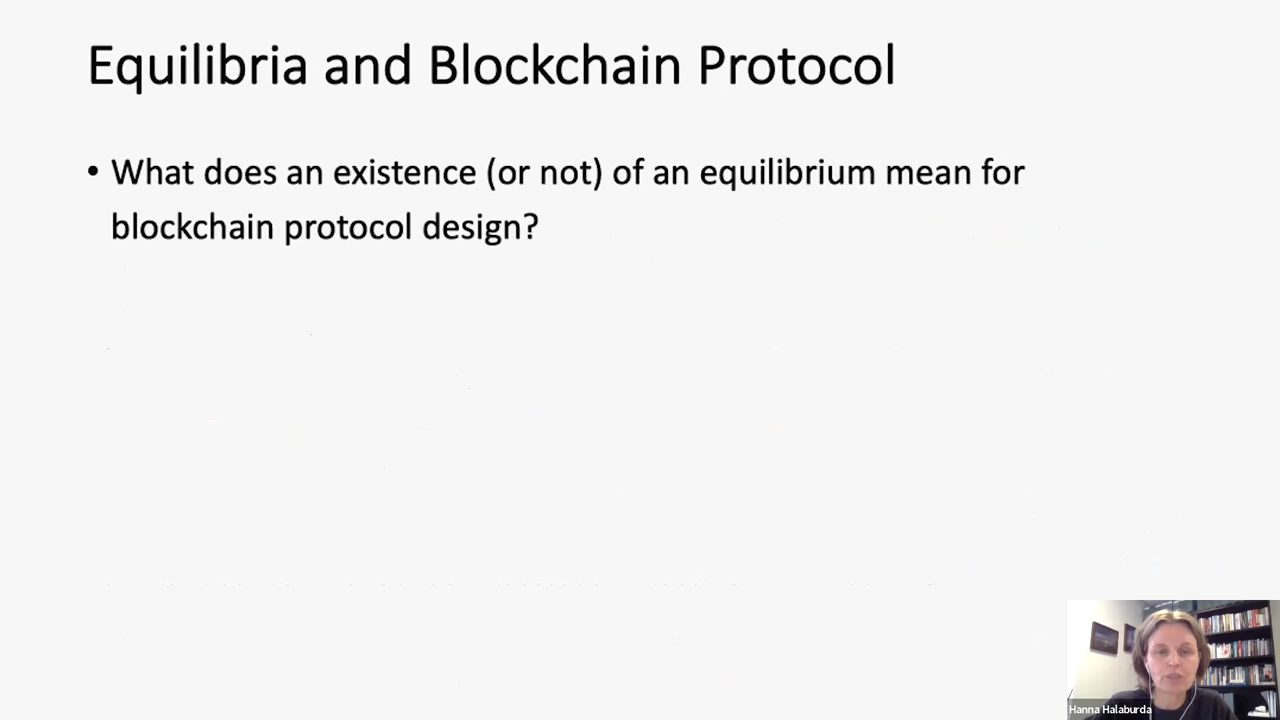 Equilibria and Blockchain Protocol
• What does an existence (or not) of an equilibrium mean for
blockchain protocol design?
Hanna Halaburda